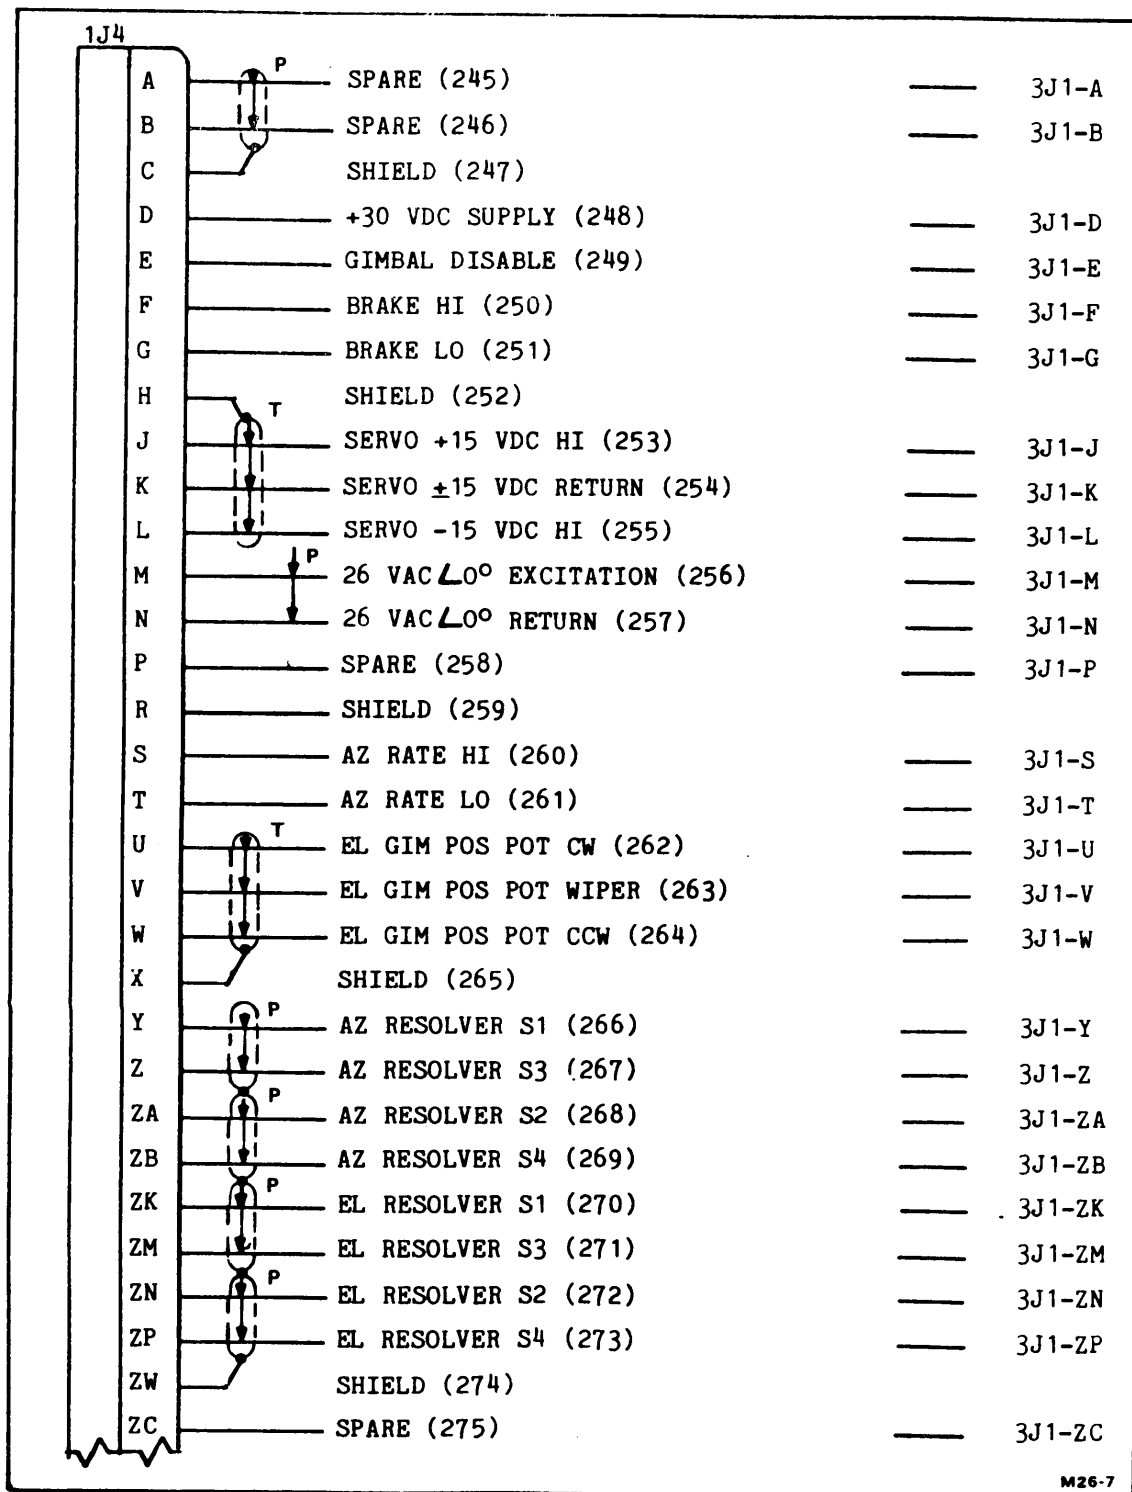 1J4
A P SPARE (245) 3J1-A
B SPARE (246) 3J1-B
C SHIELD (247)
D +30 VDC SUPPLY (248) 3J1-D
E GIMBAL DISABLE (249) 3J1-E
F BRAKE HI (250) 3J1-F
G BRAKE LO (251) 3J1-G
H SHIELD (252)
T
J SERVO +15 VDC HI (253) 3J1-J
K SERVO ±15 VDC RETURN (254) 3J1-K
L SERVO -15 VDC HI (255) 3J1-L
P
M 26 VAC∠0° EXCITATION (256) 3J1-M
N 26 VAC∠0° RETURN (257) 3J1-N
P SPARE (258) 3J1-P
R SHIELD (259)
S AZ RATE HI (260) 3J1-S
T AZ RATE LO (261) 3J1-T
T
U EL GIM POS POT CW (262) 3J1-U
V EL GIM POS POT WIPER (263) 3J1-V
W EL GIM POS POT CCW (264) 3J1-W
X SHIELD (265)
P
Y AZ RESOLVER S1 (266) 3J1-Y
Z AZ RESOLVER S3 (267) 3J1-Z
P
ZA AZ RESOLVER S2 (268) 3J1-ZA
ZB AZ RESOLVER S4 (269) 3J1-ZB
P
ZK EL RESOLVER S1 (270) 3J1-ZK
ZM EL RESOLVER S3 (271) 3J1-ZM
P
ZN EL RESOLVER S2 (272) 3J1-ZN
ZP EL RESOLVER S4 (273) 3J1-ZP
ZW SHIELD (274)
ZC SPARE (275) 3J1-ZC
M26-7